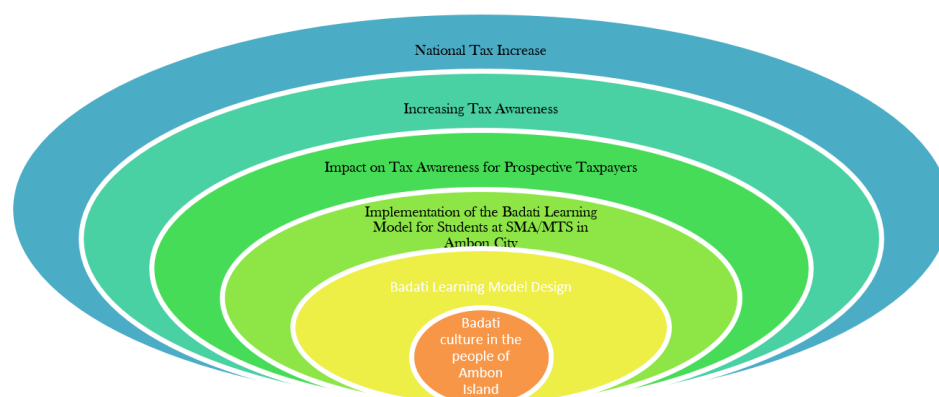 National Tax Increase
Increasing Tax Awareness
Impact on Tax Awareness for Prospective Taxpayers
Implementation of the Badati Learning
Model for Students at SMA/MTS in
Ambon City
Badati Learning Model Design
Badati
culture in the
people of
Ambon
Island